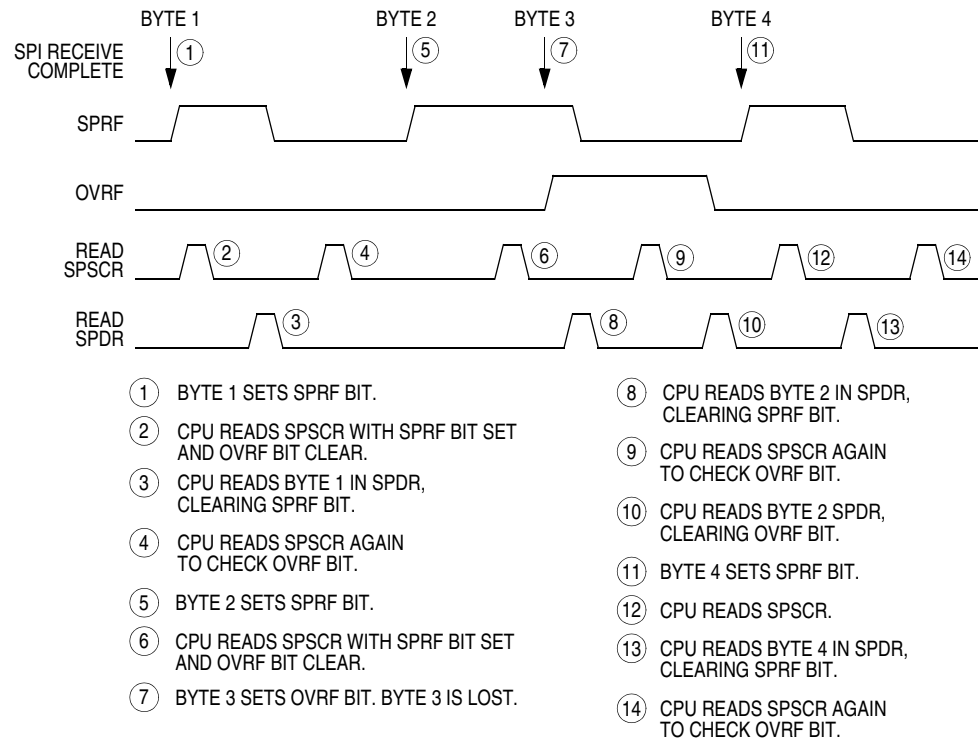 BYTE 1 BYTE 2 BYTE 3 BYTE 4
SPI RECEIVE
COMPLETE
1 5 7 11
SPRF
OVRF
READ
SPSCR
2 4 6 9 12 14
READ
SPDR
3 8 10 13
1 BYTE 1 SETS SPRF BIT.
2 CPU READS SPSCR WITH SPRF BIT SET
AND OVRF BIT CLEAR.
3 CPU READS BYTE 1 IN SPDR,
CLEARING SPRF BIT.
4 CPU READS SPSCR AGAIN
TO CHECK OVRF BIT.
5 BYTE 2 SETS SPRF BIT.
6 CPU READS SPSCR WITH SPRF BIT SET
AND OVRF BIT CLEAR.
7 BYTE 3 SETS OVRF BIT. BYTE 3 IS LOST.
8 CPU READS BYTE 2 IN SPDR,
CLEARING SPRF BIT.
9 CPU READS SPSCR AGAIN
TO CHECK OVRF BIT.
10 CPU READS BYTE 2 SPDR,
CLEARING OVRF BIT.
11 BYTE 4 SETS SPRF BIT.
12 CPU READS SPSCR.
13 CPU READS BYTE 4 IN SPDR,
CLEARING SPRF BIT.
14 CPU READS SPSCR AGAIN
TO CHECK OVRF BIT.